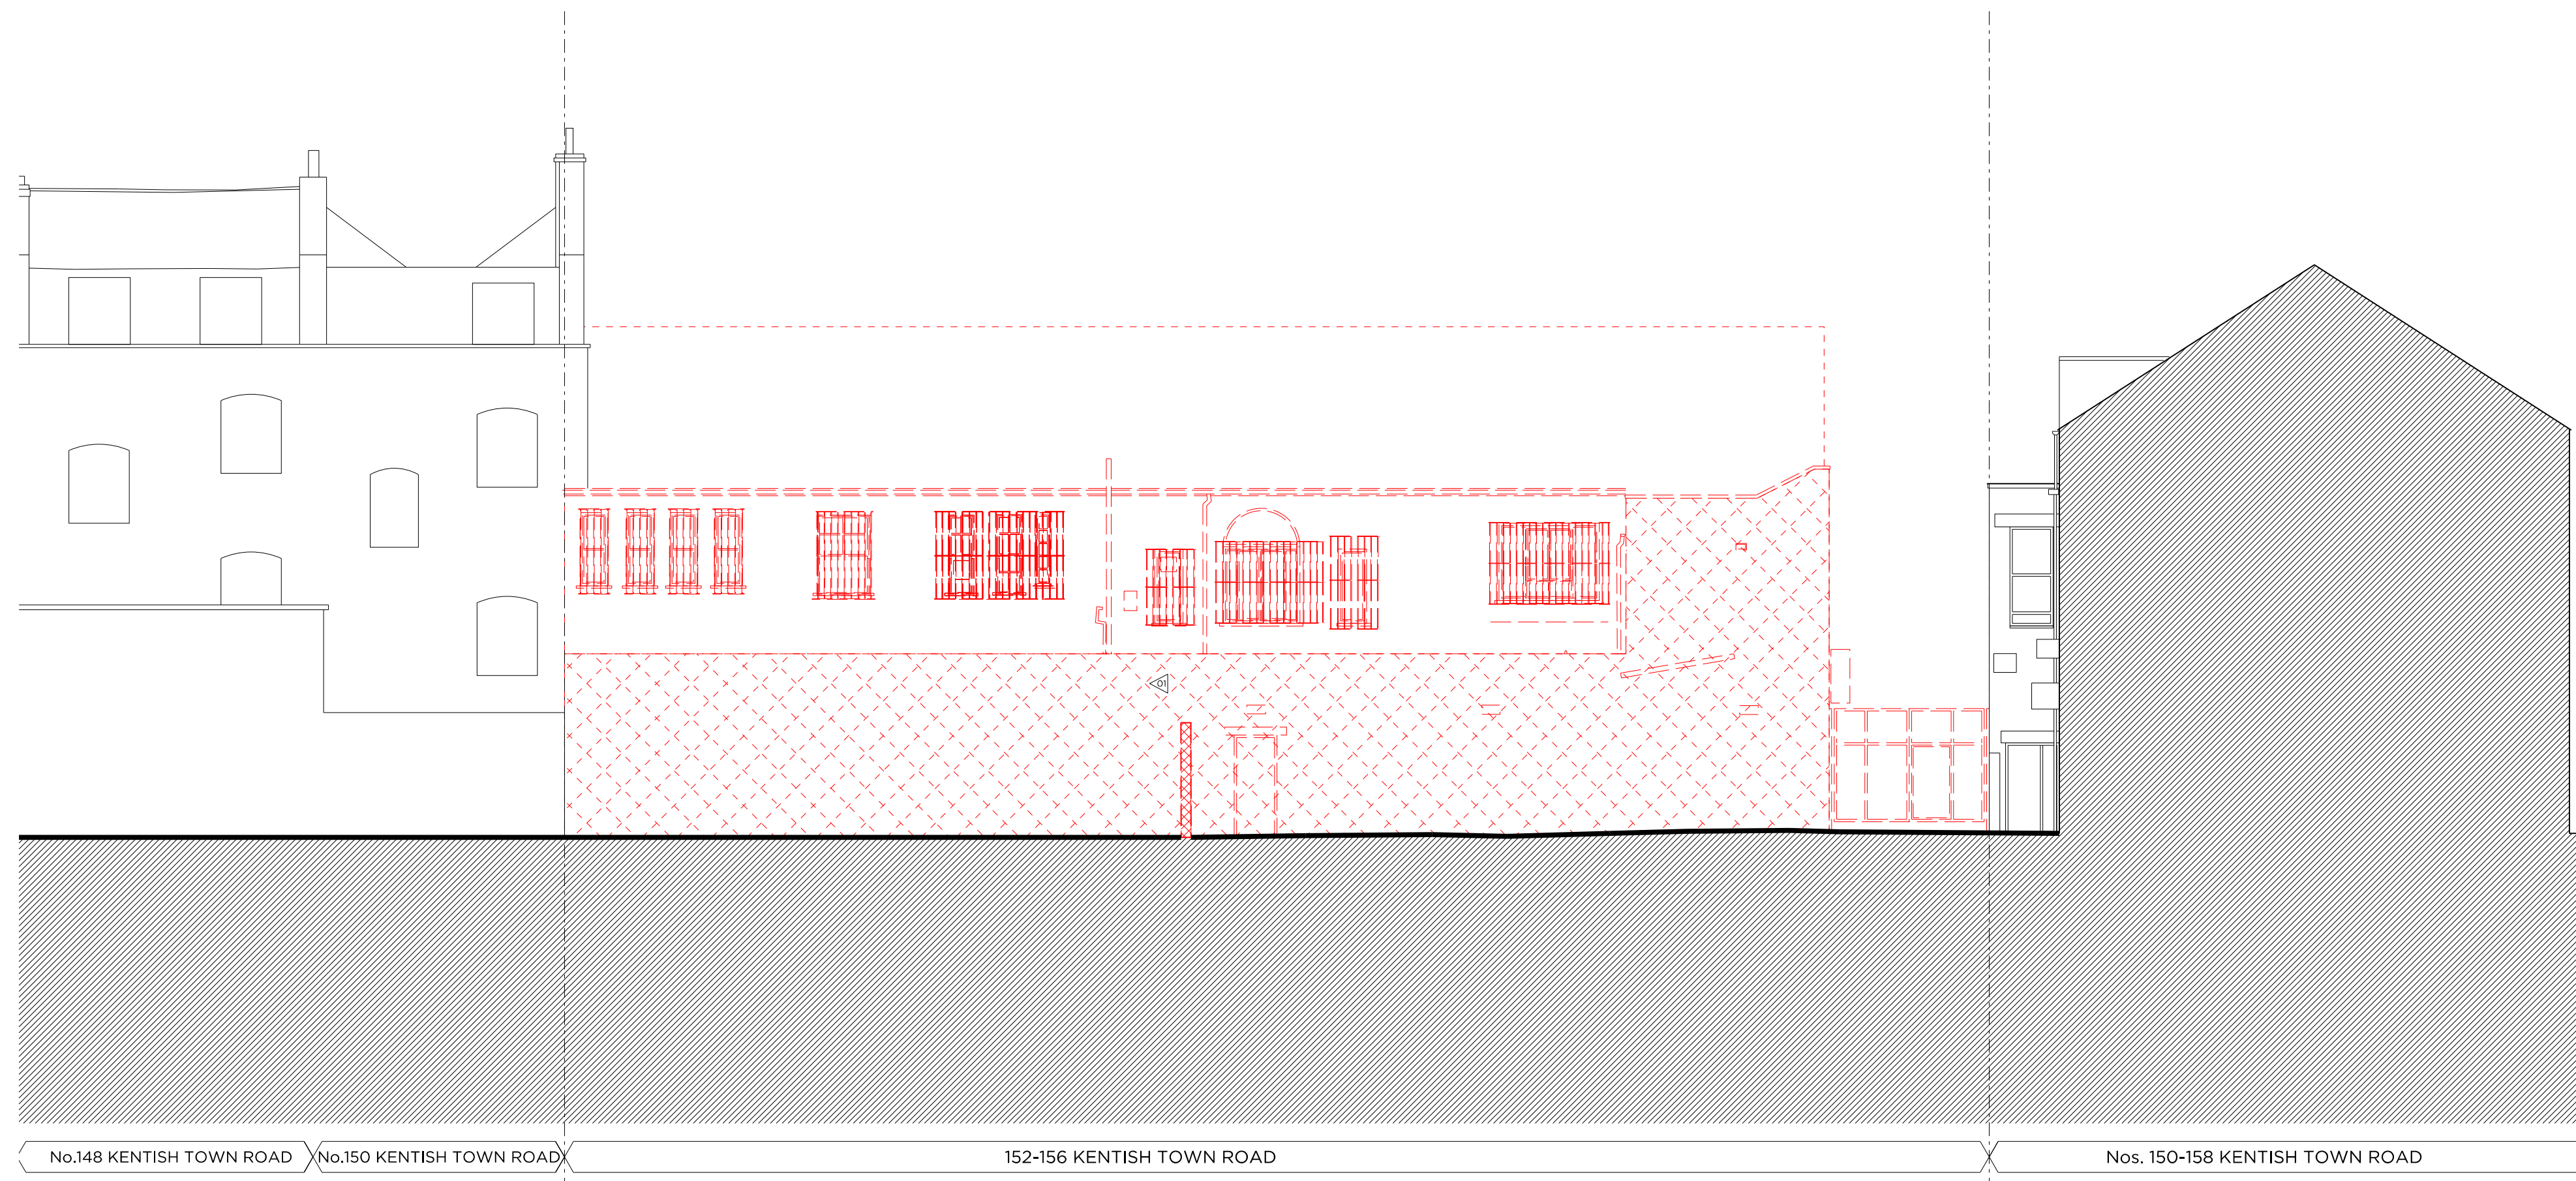 01
No.148 KENTISH TOWN ROAD
No.150 KENTISH TOWN ROAD
152-156 KENTISH TOWN ROAD
Nos. 150-158 KENTISH TOWN ROAD